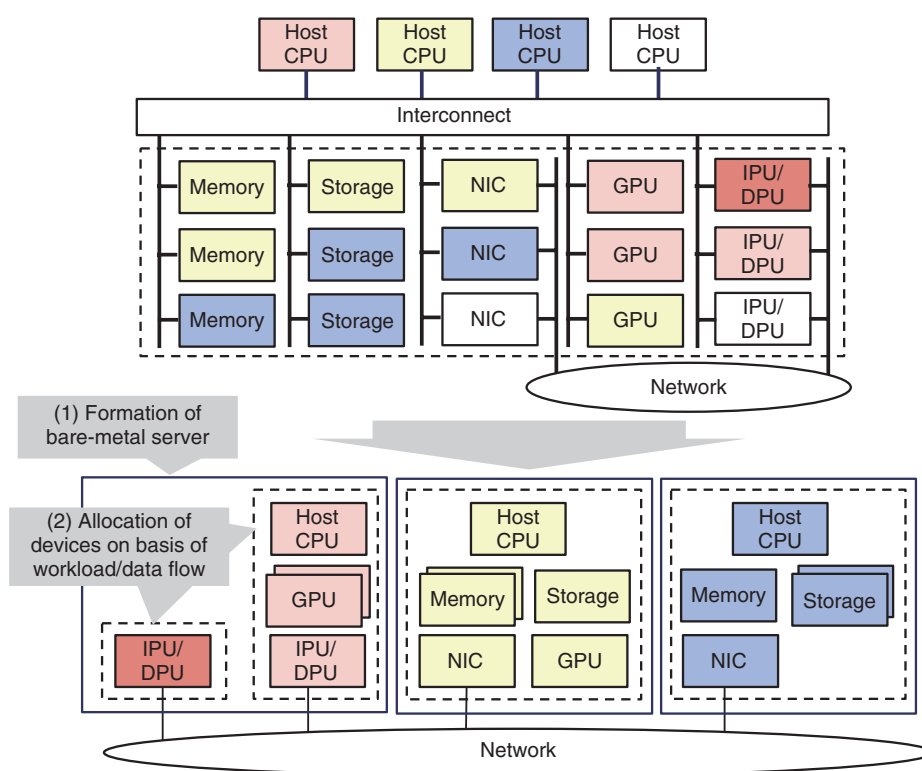 Host
CPU
Host
CPU
Host
CPU
Host
CPU
Interconnect
Memory
Storage
NIC
GPU
IPU/
DPU
Memory
Storage
NIC
GPU
IPU/
DPU
Memory
Storage
NIC
GPU
IPU/
DPU
Network
(1) Formation of
bare-metal server
(2) Allocation of
devices on basis of
workload/data flow
Host
CPU
GPU
IPU/
DPU
IPU/
DPU
Host
CPU
Memory
Storage
NIC
GPU
Host
CPU
Memory
Storage
NIC
Network